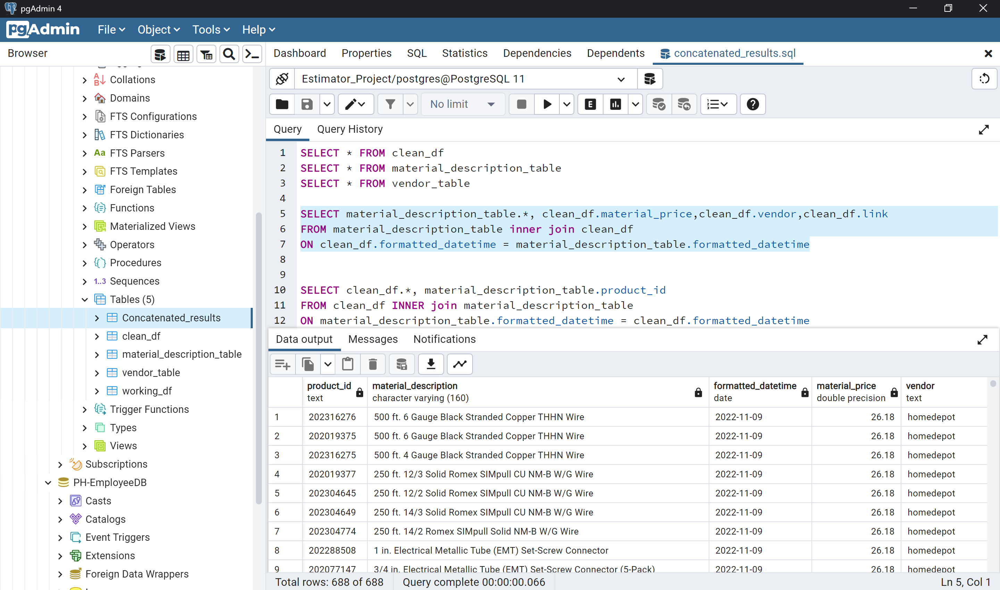 pgAdmin 4
pgAdmin File Object Tools Help
Browser
Dashboard Properties SQL Statistics Dependencies Dependents concatenated_results.sql
Collations
Domains
FTS Configurations
FTS Dictionaries
Aa FTS Parsers
FTS Templates
Foreign Tables
Functions
Materialized Views
Operators
Procedures
1..3 Sequences
Tables (5)
Concatenated_results
clean_df
material_description_table
vendor_table
working_df
Trigger Functions
Types
Views
Subscriptions
PH-EmployeeDB
Casts
Catalogs
Event Triggers
Extensions
Foreign Data Wrappers
Estimator_Project/postgres@PostgreSQL 11
No limit
Query Query History
1 SELECT * FROM clean_df
2 SELECT * FROM material_description_table
3 SELECT * FROM vendor_table
4
5 SELECT material_description_table.*, clean_df.material_price,clean_df.vendor,clean_df.link
6 FROM material_description_table inner join clean_df
7 ON clean_df.formatted_datetime = material_description_table.formatted_datetime
8
9
10 SELECT clean_df.*, material_description_table.product_id
11 FROM clean_df INNER join material_description_table
12 ON material_description_table.formatted_datetime = clean_df.formatted_datetime
Data output Messages Notifications
product_id material_description formatted_datetime material_price vendor
text character varying (160) date double precision text
1 202316276 500 ft. 6 Gauge Black Stranded Copper THHN Wire 2022-11-09 26.18 homedepot
2 202019375 500 ft. 6 Gauge Black Stranded Copper THHN Wire 2022-11-09 26.18 homedepot
3 202316275 500 ft. 4 Gauge Black Stranded Copper THHN Wire 2022-11-09 26.18 homedepot
4 202019377 250 ft. 12/3 Solid Romex SIMpull CU NM-B W/G Wire 2022-11-09 26.18 homedepot
5 202304645 250 ft. 12/2 Solid Romex SIMpull CU NM-B W/G Wire 2022-11-09 26.18 homedepot
6 202304649 250 ft. 14/3 Solid Romex SIMpull CU NM-B W/G Wire 2022-11-09 26.18 homedepot
7 202304774 250 ft. 14/2 Romex SIMpull Solid NM-B W/G Wire 2022-11-09 26.18 homedepot
8 202288508 1 in. Electrical Metallic Tube (EMT) Set-Screw Connector 2022-11-09 26.18 homedepot
9 202077147 3/4 in. Electrical Metallic Tube (EMT) Set-Screw Connector (5-Pack) 2022-11-09 26.18 homedepot
Total rows: 688 of 688 Query complete 00:00:00.066 Ln 5, Col 1